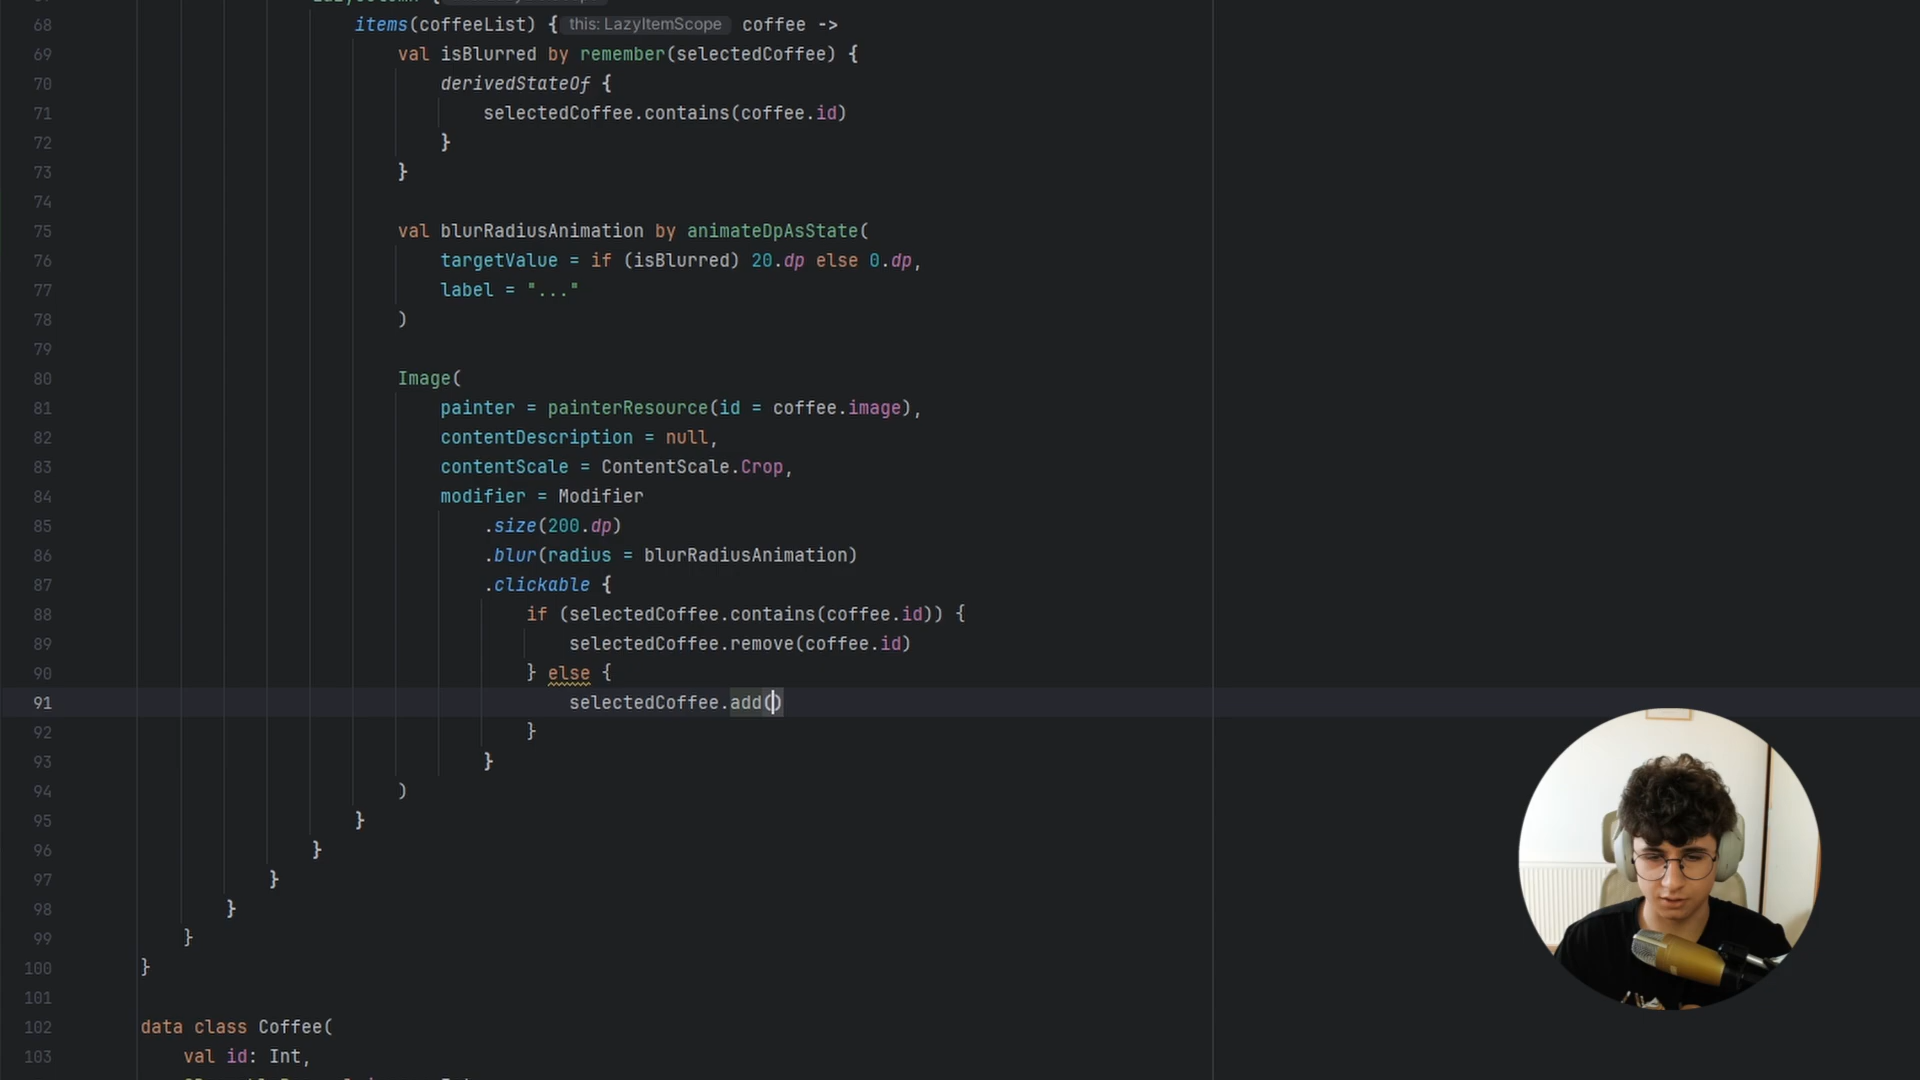 68 items(coffeeList) { this: LazyItemScope coffee ->
69 val isBlurred by remember(selectedCoffee) {
70 derivedStateOf {
71 selectedCoffee.contains(coffee.id)
72 }
73 }
74
75 val blurRadiusAnimation by animateDpAsState(
76 targetValue = if (isBlurred) 20.dp else 0.dp,
77 label = "..."
78 )
79
80 Image(
81 painter = painterResource(id = coffee.image),
82 contentDescription = null,
83 contentScale = ContentScale.Crop,
84 modifier = Modifier
85 .size(200.dp)
86 .blur(radius = blurRadiusAnimation)
87 .clickable {
88 if (selectedCoffee.contains(coffee.id)) {
89 selectedCoffee.remove(coffee.id)
90 } else {
91 selectedCoffee.add()
92 }
93 }
94 )
95 }
96 }
97 }
98 }
99 }
100 }
101
102 data class Coffee(
103 val id: Int,